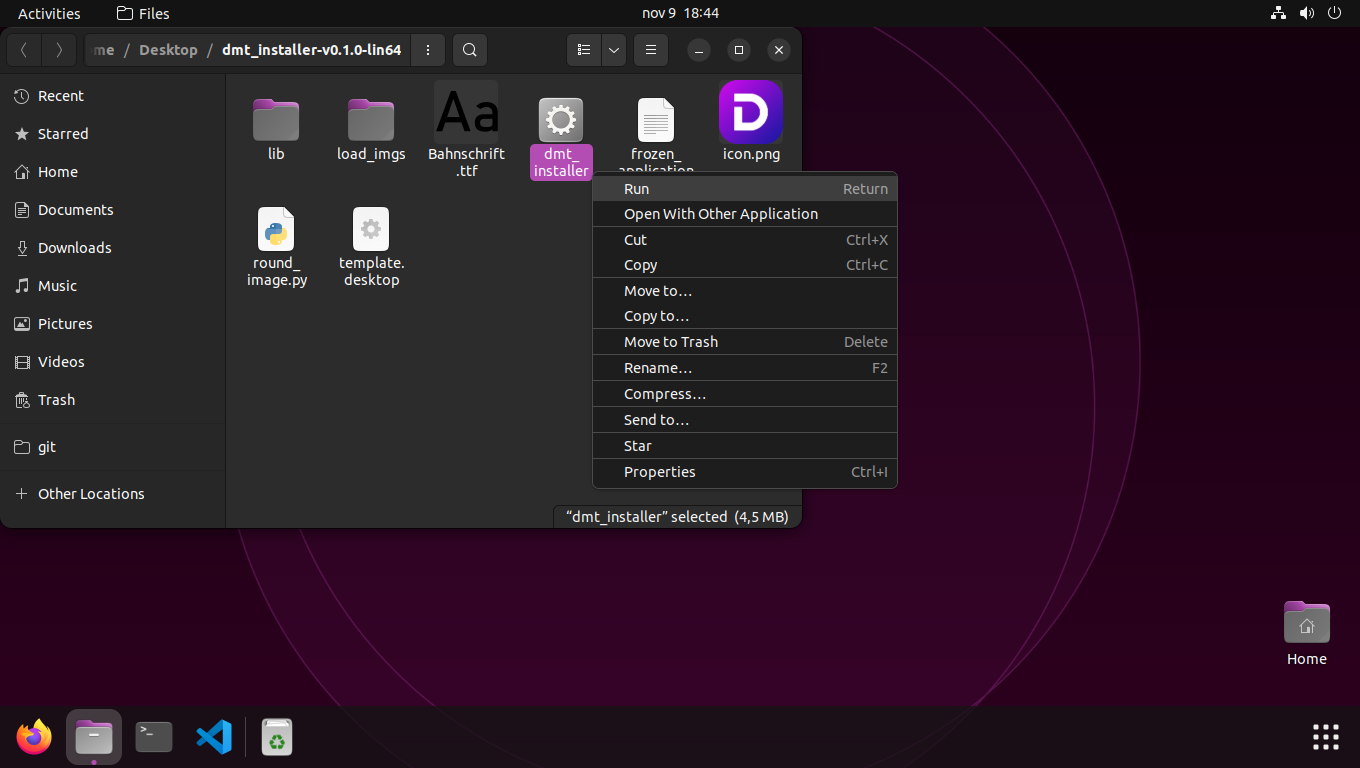 Activities
Files
nov 9 18:44
me / Desktop / dmt_installer-v0.1.0-lin64
Recent
Starred
Home
Documents
Downloads
Music
Pictures
Videos
Trash
git
Other Locations
lib
load_imgs
Aa
Bahnschrift
.ttf
dmt_
installer
frozen_
application
D
icon.png
round_
image.py
template.
desktop
Run Return
Open With Other Application
Cut Ctrl+X
Copy Ctrl+C
Move to…
Copy to…
Move to Trash Delete
Rename… F2
Compress…
Send to…
Star
Properties Ctrl+I
“dmt_installer” selected (4,5 MB)
Home
>_